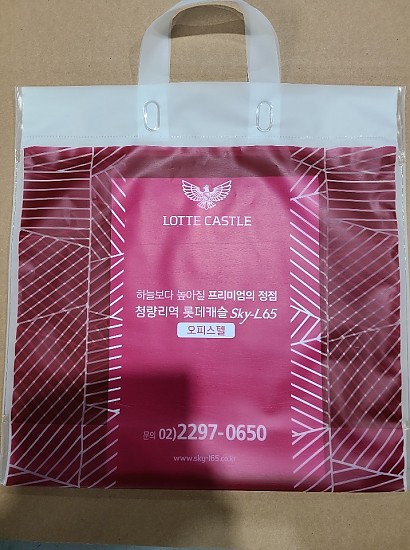 LOTTE CASTLE
하늘보다 높아질 프리미엄의 정점
청량리역 롯데캐슬 Sky-L65
오피스텔
문의 02)2297-0650
www.sky-l65.co.kr